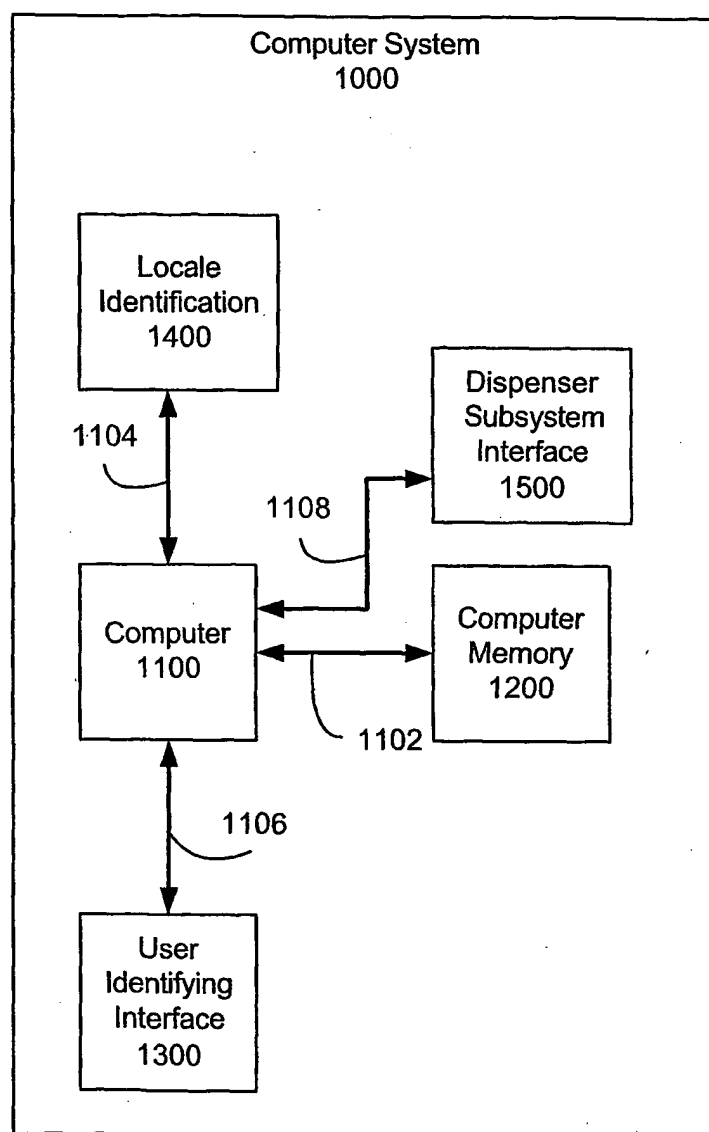 Computer System
1000
Locale
Identification
1400
1104
Dispenser
Subsystem
Interface
1500
1108
Computer
1100
Computer
Memory
1200
1102
1106
User
Identifying
Interface
1300